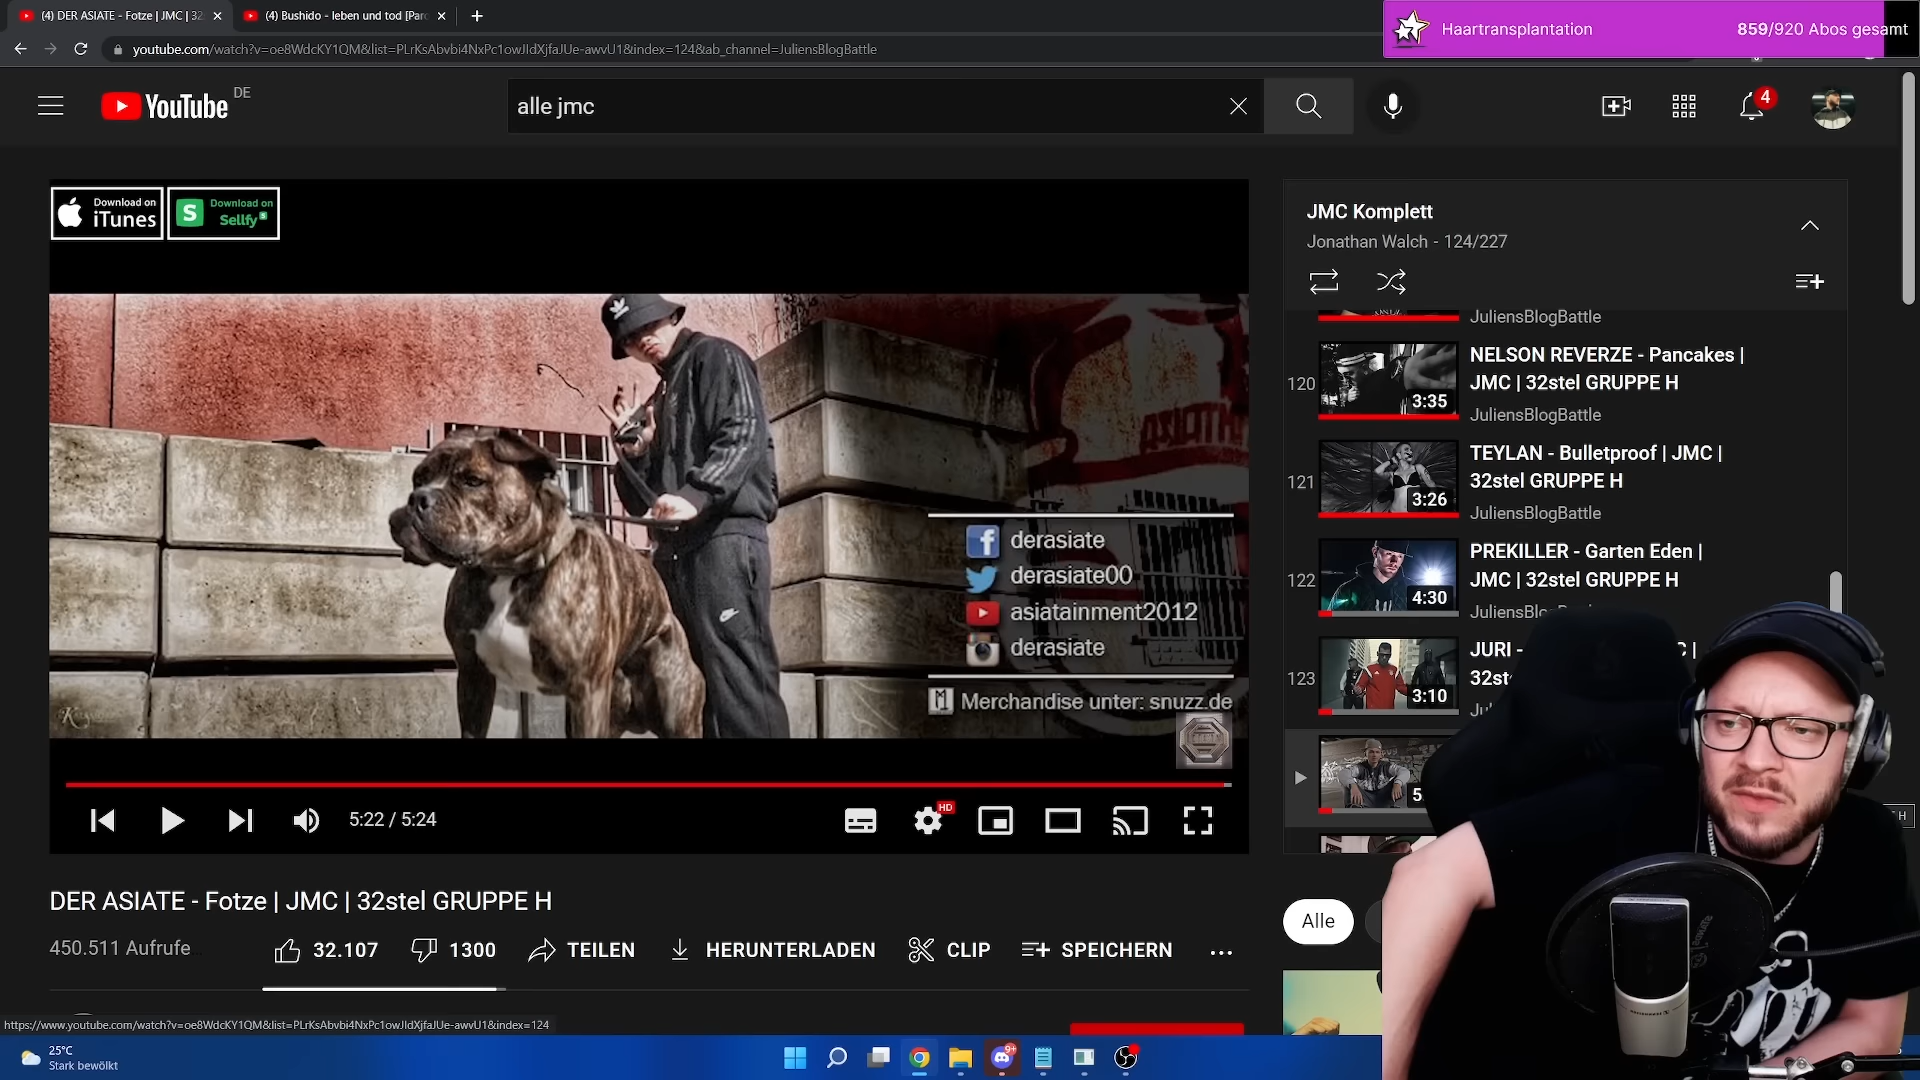 (4) DER ASIATE - Fotze | JMC | 32
(4) Bushido - leben und tod [Par
youtube.com/watch?v=oe8WdcKY1QM&list=PLrKsAbvbi4NxPc1owJIdXjfaJUe-awvU1&index=124&ab_channel=JuliensBlogBattle
Haartransplantation
859/920 Abos gesamt
YouTube DE
alle jmc
4
Download on iTunes
Download on Sellfy
derasiate
derasiate00
asiatainment2012
derasiate
Merchandise unter: snuzz.de
5:22 / 5:24
HD
DER ASIATE - Fotze | JMC | 32stel GRUPPE H
450.511 Aufrufe
32.107
1300
TEILEN
HERUNTERLADEN
CLIP
SPEICHERN
JMC Komplett
Jonathan Walch - 124/227
JuliensBlogBattle
120
3:35
NELSON REVERZE - Pancakes |
JMC | 32stel GRUPPE H
JuliensBlogBattle
121
3:26
TEYLAN - Bulletproof | JMC |
32stel GRUPPE H
JuliensBlogBattle
122
4:30
PREKILLER - Garten Eden |
JMC | 32stel GRUPPE H
123
3:10
JURI -
Alle
https://www.youtube.com/watch?v=oe8WdcKY1QM&list=PLrKsAbvbi4NxPc1owJIdXjfaJUe-awvU1&index=124
25°C
Stark bewölkt
9+